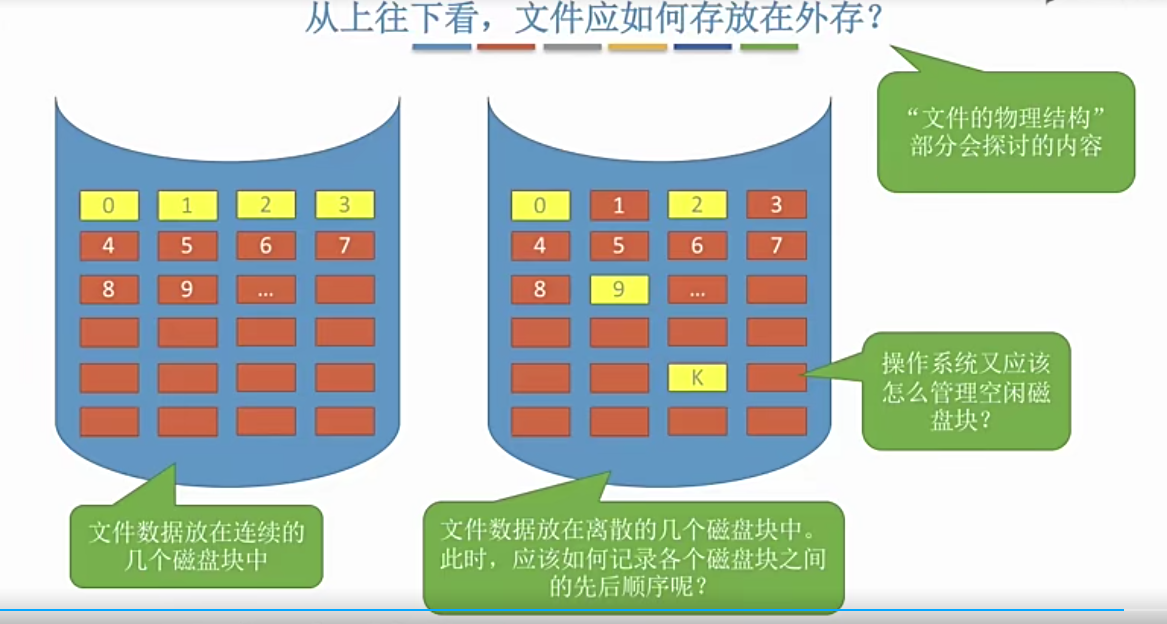 从上往下看，文件应如何存放在外存？
“文件的物理结构”
部分会探讨的内容
0 1 2 3
4 5 6 7
8 9 …
0 1 2 3
4 5 6 7
8 9 …
K
操作系统又应该
怎么管理空闲磁
盘块？
文件数据放在连续的
几个磁盘块中
文件数据放在离散的几个磁盘块中。
此时，应该如何记录各个磁盘块之间
的先后顺序呢？